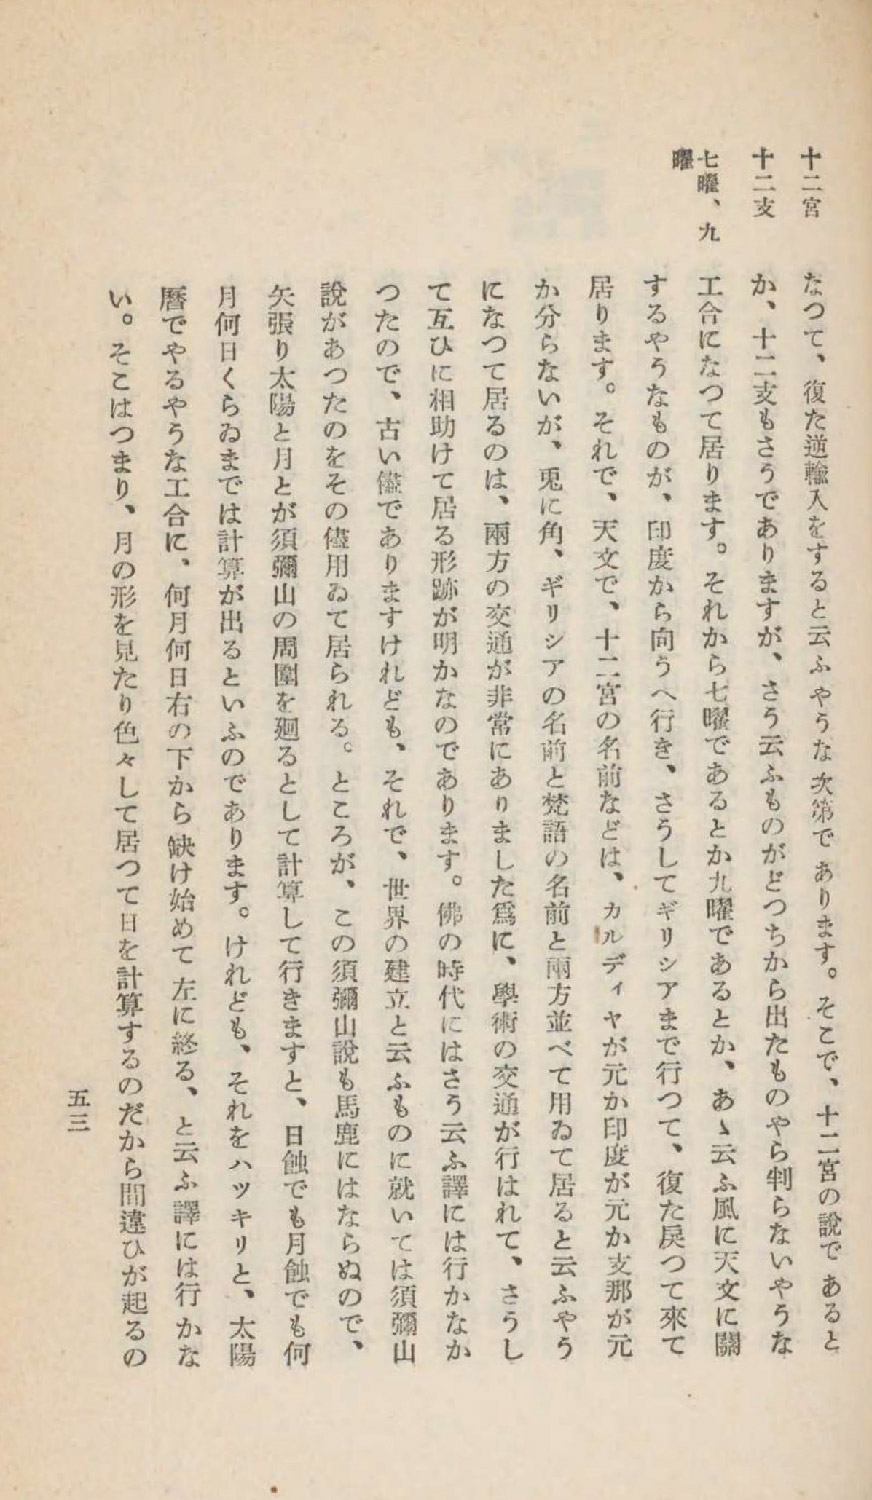 十二宮
十二支
七曜、九
曜
なつて、復た逆輸入をすると云ふやうな次第であります。そこで、十二宮の說であると
か、十二支もさうでありますが、さう云ふものがどつちから出たものやら判らないやうな
工合になつて居ります。それから七曜であるとか九曜であるとか、あゝ云ふ風に天文に關
するやうなものが、印度から向うへ行き、さうしてギリシアまで行つて、復た戾つて來て
居ります。それで、天文で、十二宮の名前などは、カルディヤが元か印度が元か支那が元
か分らないが、兎に角、ギリシアの名前と梵語の名前と兩方並べて用ゐて居ると云ふやう
になつて居るのは、兩方の交通が非常にありました爲に、學術の交通が行はれて、さうし
て互ひに相助けて居る形跡が明かなのであります。佛の時代にはさう云ふ譯には行かなか
つたので、古い儘でありますけれども、それで、世界の建立と云ふものに就いては須彌山
說があつたのをその儘用ゐて居られる。ところが、この須彌山說も馬鹿にはならぬので、
矢張り太陽と月とが須彌山の周圍を廻るとして計算して行きますと、日蝕でも月蝕でも何
月何日くらゐまでは計算が出るといふのであります。けれども、それをハッキリと、太陽
曆でやるやうな工合に、何月何日右の下から缺け始めて左に終る、と云ふ譯には行かな
い。そこはつまり、月の形を見たり色々して居つて日を計算するのだから間違ひが起るの
五三